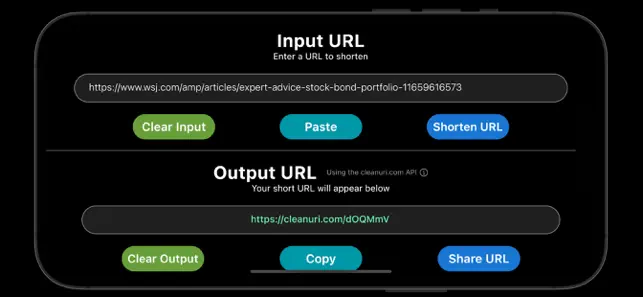 Input URL
Enter a URL to shorten
https://www.wsj.com/amp/articles/expert-advice-stock-bond-portfolio-11659616573
Clear Input Paste Shorten URL
Output URL Using the cleanuri.com API
Your short URL will appear below
https://cleanuri.com/dOQMmV
Clear Output Copy Share URL